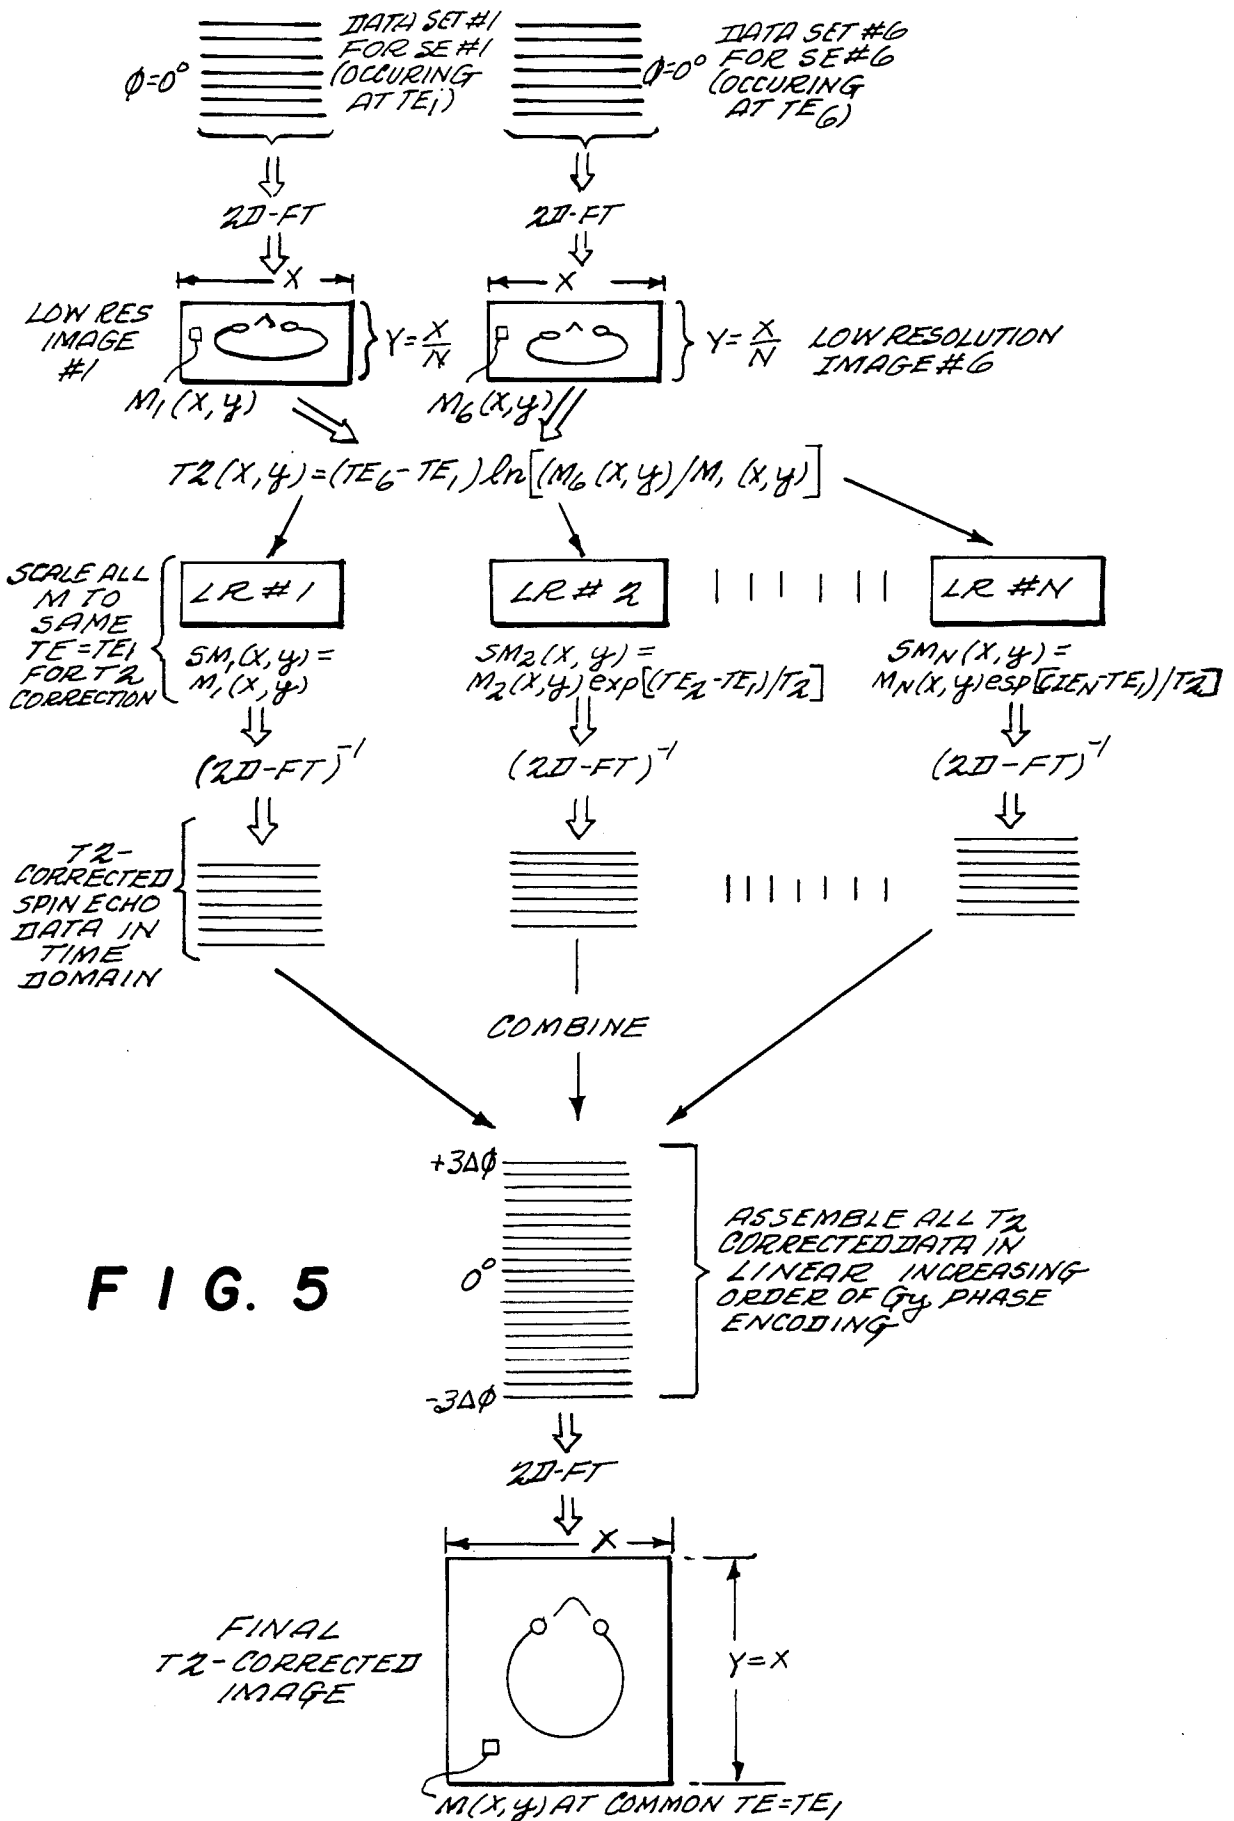 DATA SET #1
FOR SE #1
(OCCURING
AT TE1)
φ=0°
DATA SET #6
FOR SE #6
(OCCURING
AT TE6)
φ=0°
2D-FT
2D-FT
X
X
LOW RES
IMAGE
#1
Y=X/N
Y=X/N
LOW RESOLUTION
IMAGE #6
M1(X,y)
M6(X,y)
T2(X,y)=(TE6-TE1)ln[(M6(X,y)/M1(X,y)]
SCALE ALL
M TO
SAME
TE=TE1
FOR T2
CORRECTION
LR #1
LR # 2
LR #N
SM1(X,y)=
M1(X,y)
SM2(X,y)=
M2(X,y)exp[(TE2-TE1)/T2]
SMN(X,y)=
MN(X,y)esp[(IEN-TE1)/T2]
(2D-FT)-1
(2D-FT)-1
(2D-FT)-1
T2-
CORRECTED
SPIN ECHO
DATA IN
TIME
DOMAIN
COMBINE
+3Δφ
0°
-3Δφ
ASSEMBLE ALL T2
CORRECTED DATA IN
LINEAR INCREASING
ORDER OF Gy PHASE
ENCODING
FIG. 5
2D-FT
X
FINAL
T2-CORRECTED
IMAGE
Y=X
M(X,y) AT COMMON TE=TE1